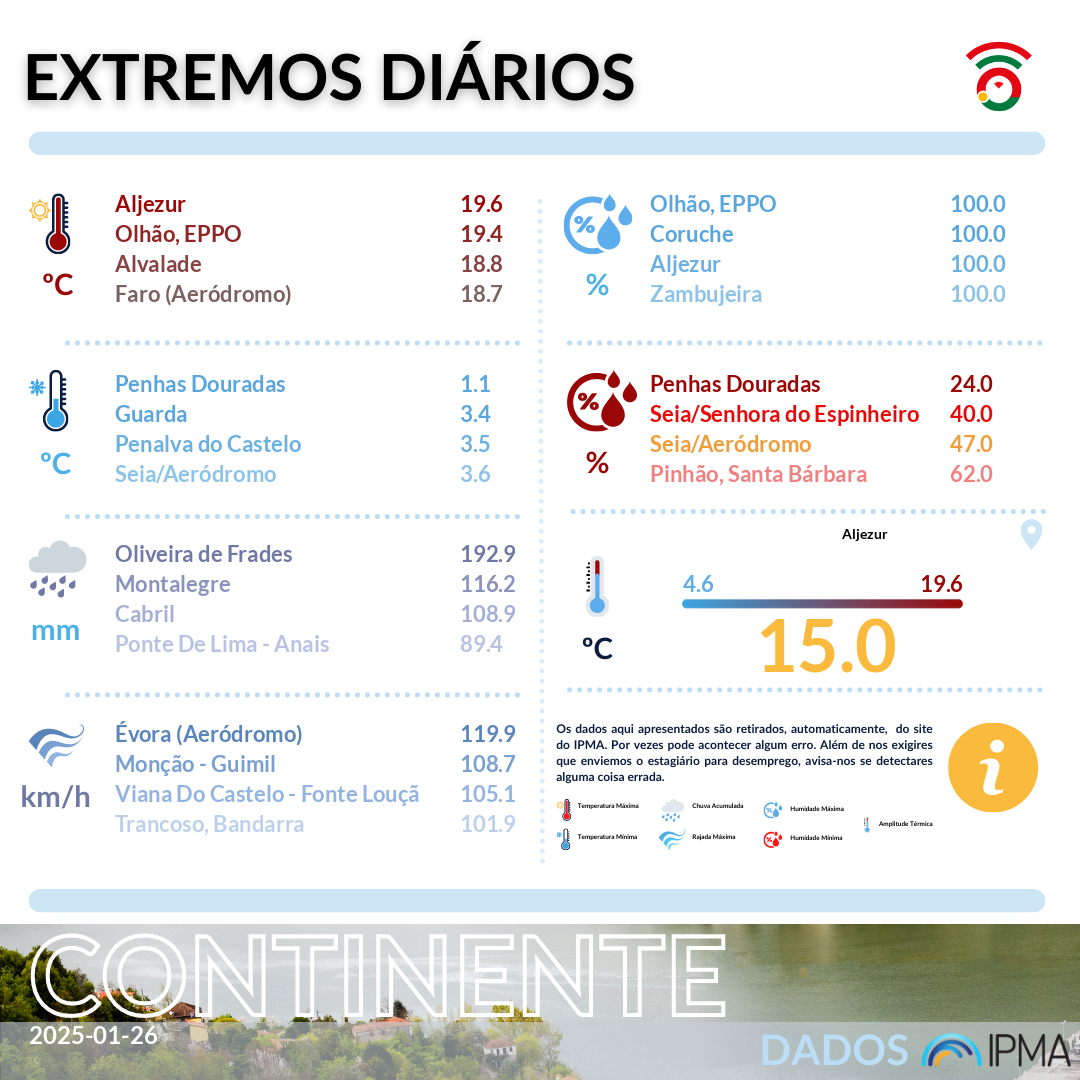 EXTREMOS DIÁRIOS
Aljezur 19.6
Olhão, EPPO 19.4
Alvalade 18.8
Faro (Aeródromo) 18.7
ºC
Penhas Douradas 1.1
Guarda 3.4
Penalva do Castelo 3.5
Seia/Aeródromo 3.6
ºC
Oliveira de Frades 192.9
Montalegre 116.2
Cabril 108.9
Ponte De Lima - Anais 89.4
mm
Évora (Aeródromo) 119.9
Monção - Guimil 108.7
Viana Do Castelo - Fonte Louçã 105.1
Trancoso, Bandarra 101.9
km/h
Olhão, EPPO 100.0
Coruche 100.0
Aljezur 100.0
Zambujeira 100.0
%
%
Penhas Douradas 24.0
Seia/Senhora do Espinheiro 40.0
Seia/Aeródromo 47.0
Pinhão, Santa Bárbara 62.0
%
%
Aljezur
4.6 19.6
15.0
ºC
Os dados aqui apresentados são retirados, automaticamente, do site
do IPMA. Por vezes pode acontecer algum erro. Além de nos exigires
que enviemos o estagiário para desemprego, avisa-nos se detectares
alguma coisa errada.
i
Temperatura Máxima Chuva Acumulada Humidade Máxima
Amplitude Térmica
Temperatura Mínima Rajada Máxima Humidade Mínima
CONTINENTE
2025-01-26
DADOS IPMA